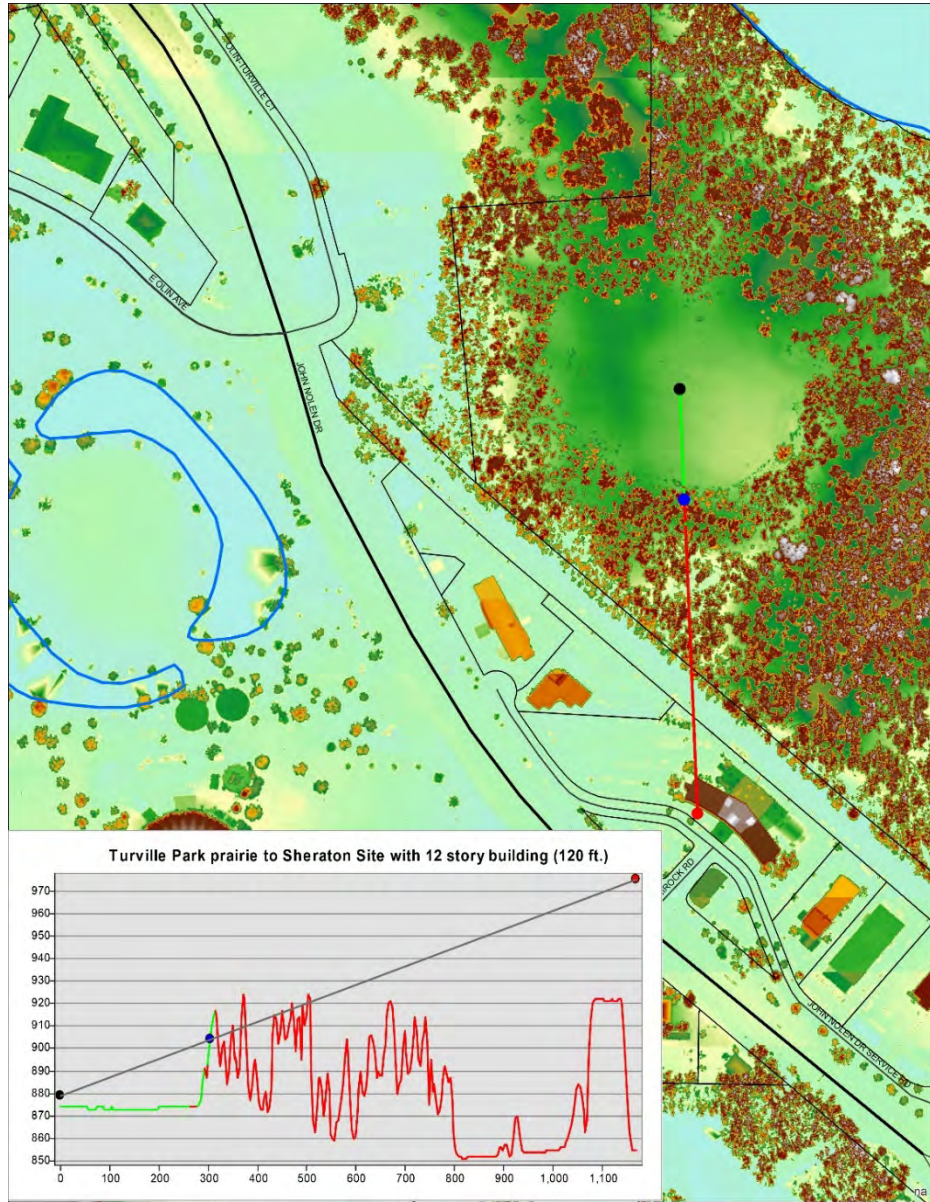 OLIN-TURVILLE CT
E OLIN AVE
JOHN NOLEN DR
Turville Park prairie to Sheraton Site with 12 story building (120 ft.)
970
960
950
940
930
920
910
900
890
880
870
860
850
0 100 200 300 400 500 600 700 800 900 1,000 1,100
JOHN NOLEN DR SERVICE RD
na